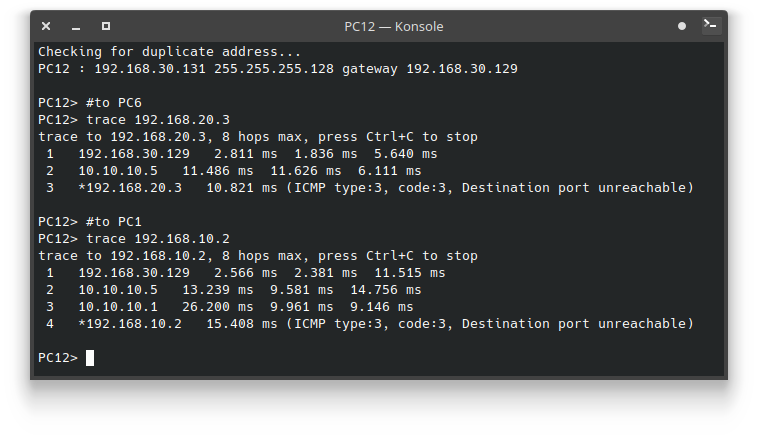 PC12 — Konsole
Checking for duplicate address...
PC12 : 192.168.30.131 255.255.255.128 gateway 192.168.30.129
PC12> #to PC6
PC12> trace 192.168.20.3
trace to 192.168.20.3, 8 hops max, press Ctrl+C to stop
1   192.168.30.129   2.811 ms  1.836 ms  5.640 ms
2   10.10.10.5   11.486 ms  11.626 ms  6.111 ms
3   *192.168.20.3   10.821 ms (ICMP type:3, code:3, Destination port unreachable)
PC12> #to PC1
PC12> trace 192.168.10.2
trace to 192.168.10.2, 8 hops max, press Ctrl+C to stop
1   192.168.30.129   2.566 ms  2.381 ms  11.515 ms
2   10.10.10.5   13.239 ms  9.581 ms  14.756 ms
3   10.10.10.1   26.200 ms  9.961 ms  9.146 ms
4   *192.168.10.2   15.408 ms (ICMP type:3, code:3, Destination port unreachable)
PC12>